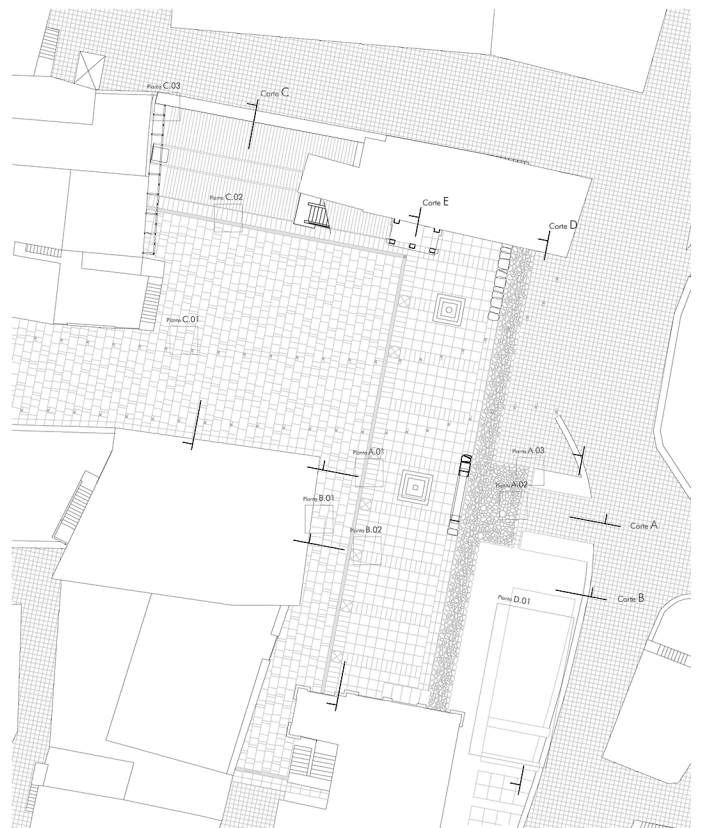 Planta C.03
Corte C
Planta C.02
Corte E
Corte D
Planta C.01
Planta A.01
Planta A.03
Planta A.02
Planta B.01
Corte A
Planta B.02
Corte B
Planta D.01